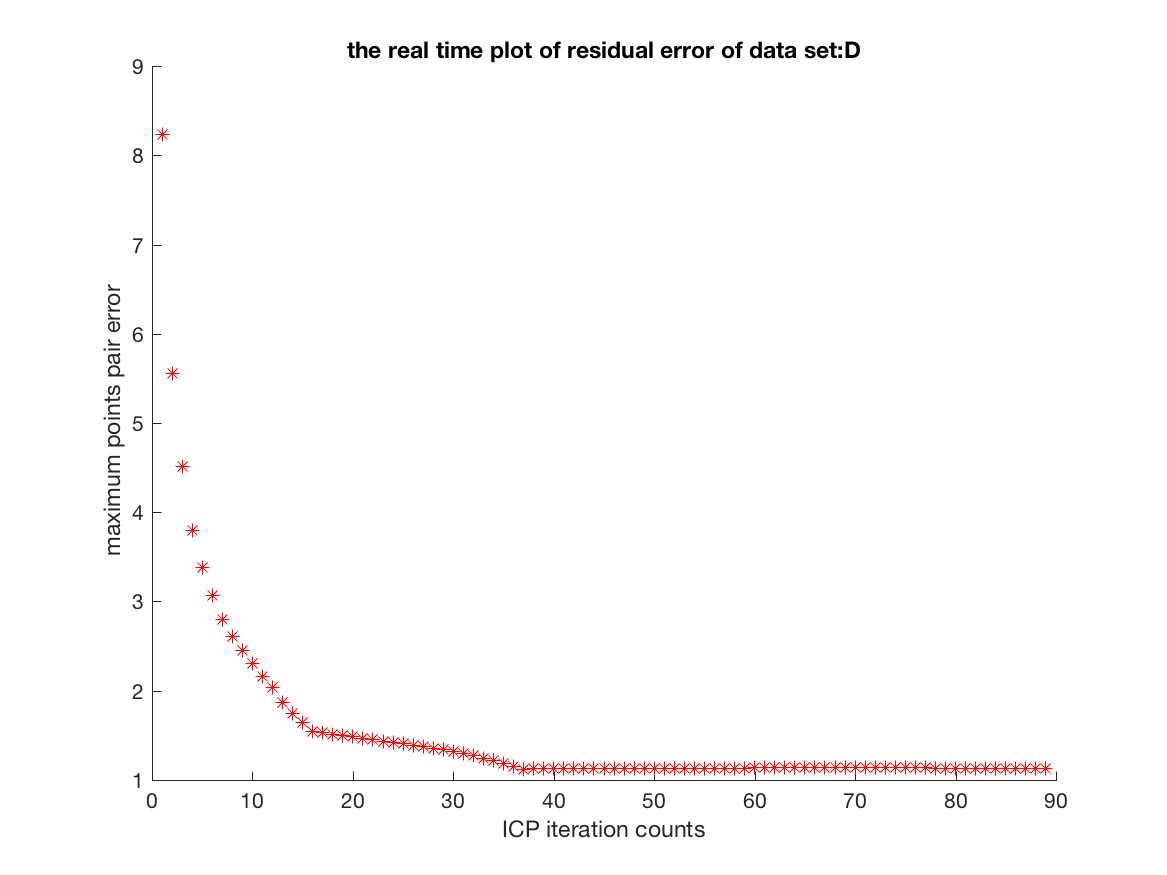 the real time plot of residual error of data set:D
9
8
7
6
5
4
3
2
1
maximum points pair error
0 10 20 30 40 50 60 70 80 90
ICP iteration counts